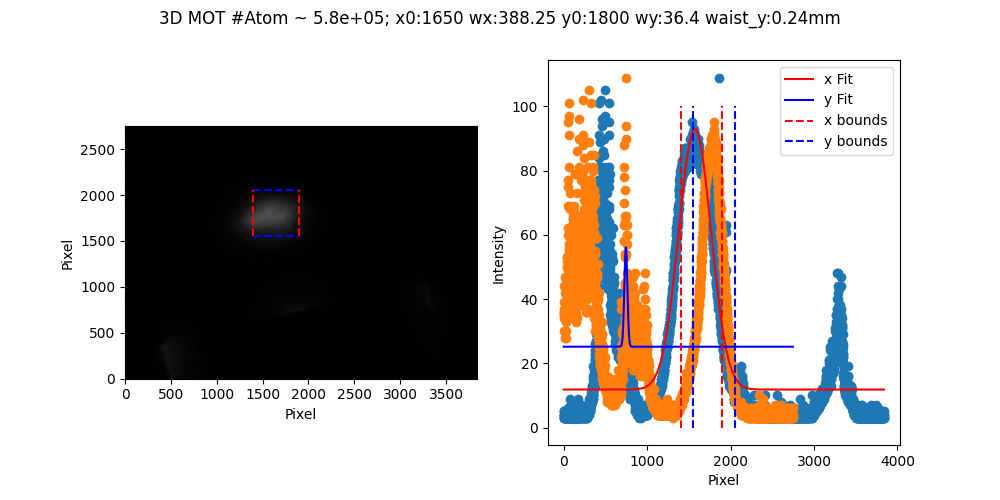 3D MOT #Atom ~ 5.8e+05; x0:1650 wx:388.25 y0:1800 wy:36.4 waist_y:0.24mm
2500
2000
1500
1000
500
0
Pixel
0 500 1000 1500 2000 2500 3000 3500
Pixel
100
80
60
40
20
0
Intensity
0 1000 2000 3000 4000
Pixel
x Fit
y Fit
x bounds
y bounds